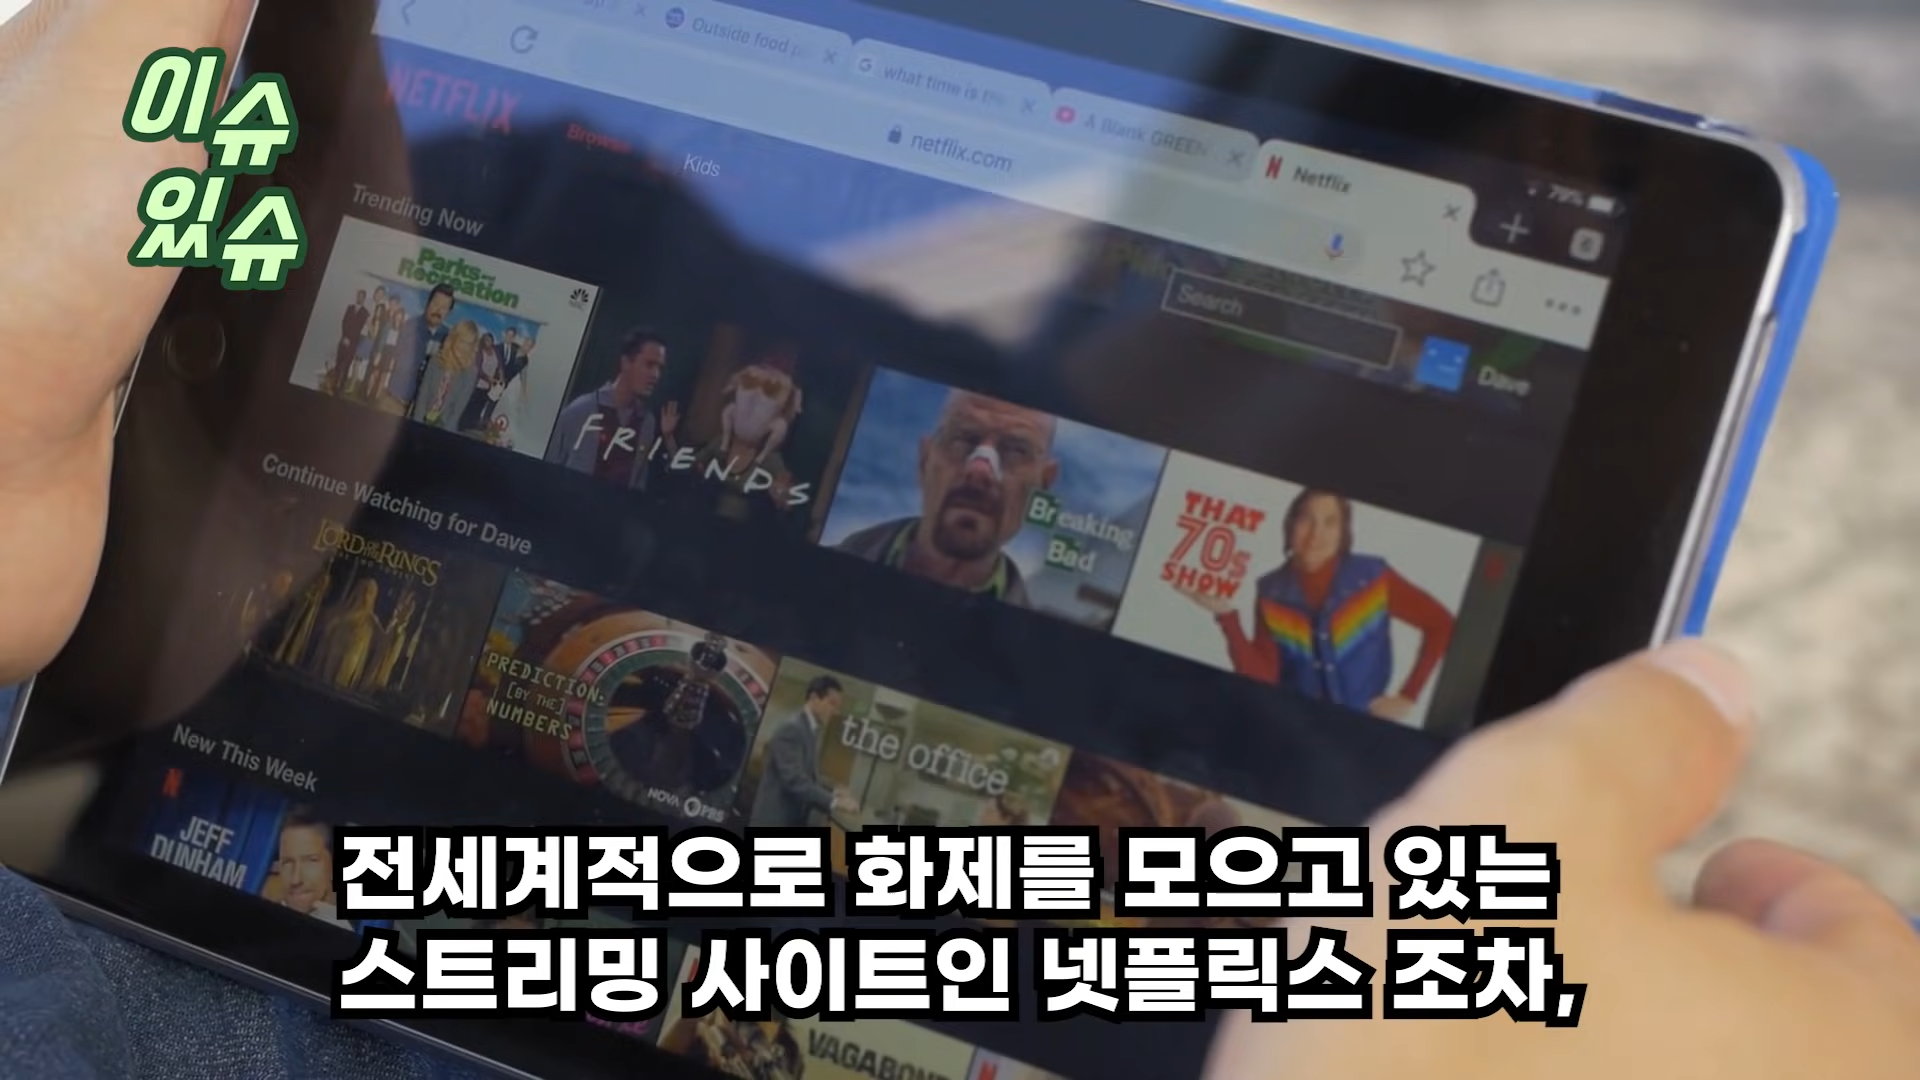 이슈
있슈
Outside food
what time is the
A Blank GREEN
Netflix
79%
netflix.com
NETFLIX
Browse
Kids
Search
Dave
Trending Now
Parks and
Recreation
F.R.I.E.N.D.S
Breaking
Bad
THAT
70s
SHOW
Continue Watching for Dave
LORD OF THE RINGS
PREDICTION
[BY THE]
NUMBERS
NOVA PBS
the office
New This Week
JEFF
DUNHAM
VAGABOND
전세계적으로 화제를 모으고 있는
스트리밍 사이트인 넷플릭스 조차,